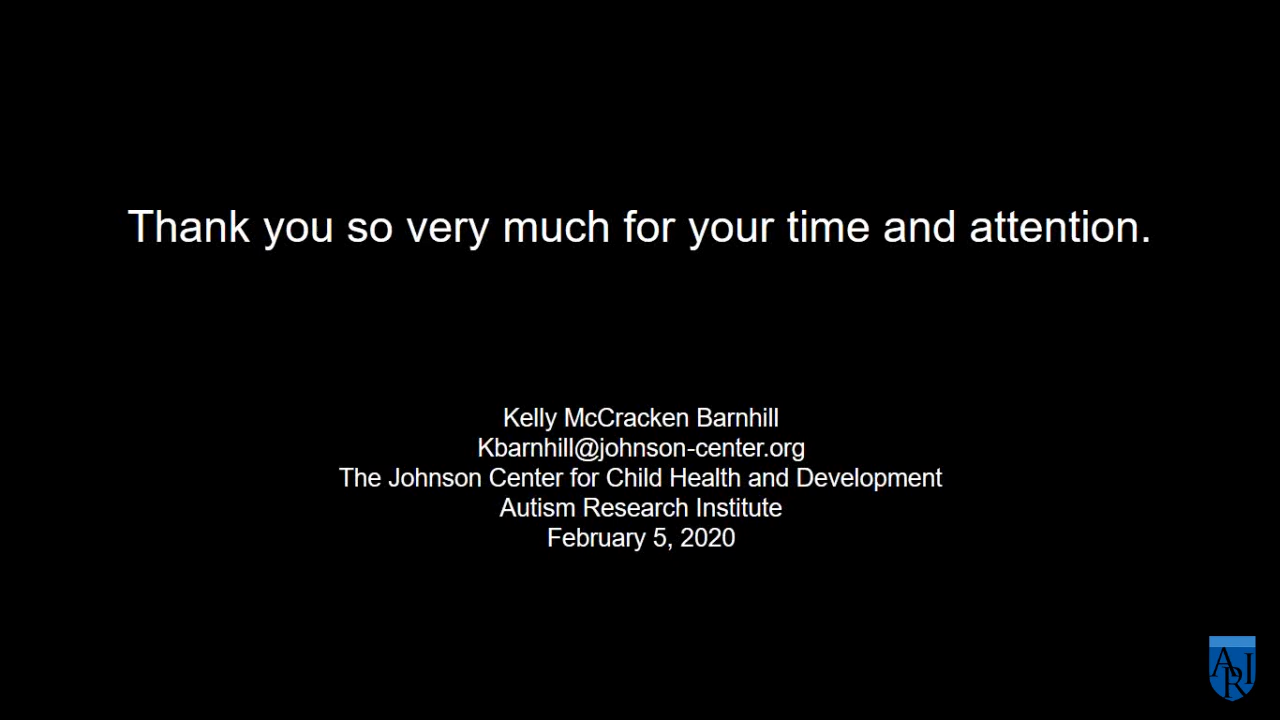 Thank you so very much for your time and attention.
Kelly McCracken Barnhill
Kbarnhill@johnson-center.org
The Johnson Center for Child Health and Development
Autism Research Institute
February 5, 2020
ARI